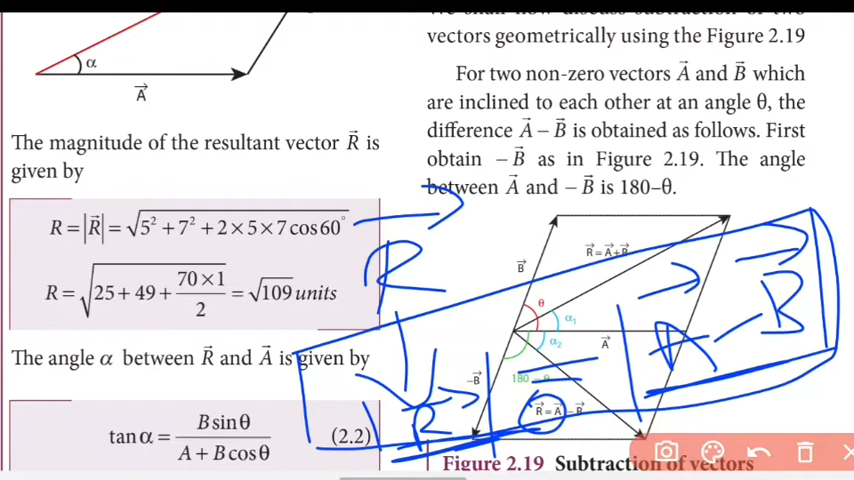 α
A
The magnitude of the resultant vector R is
given by
R = |R| = √5² + 7² + 2 × 5 × 7 cos 60°
R = √25 + 49 + 70 × 1 / 2 = √109 units
The angle α between R and A is given by
tan α = B sin θ / A + B cos θ (2.2)
vectors geometrically using the Figure 2.19
For two non-zero vectors A and B which
are inclined to each other at an angle θ, the
difference A − B is obtained as follows. First
obtain −B as in Figure 2.19. The angle
between A and −B is 180–θ.
B
R = A + B
θ
α₁
α₂
A
−B
180 − θ
R = A − B
R
|R| = |A − B|
Figure 2.19 Subtraction of vectors